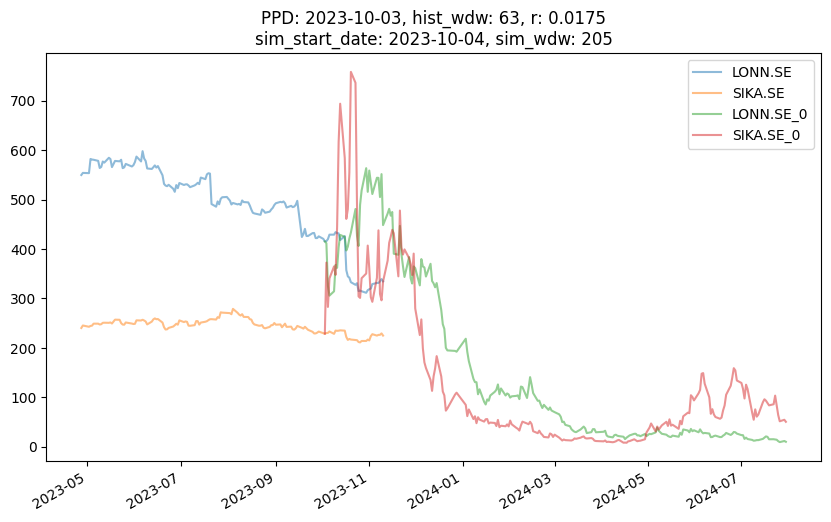 PPD: 2023-10-03, hist_wdw: 63, r: 0.0175
sim_start_date: 2023-10-04, sim_wdw: 205
LONN.SE
SIKA.SE
LONN.SE_0
SIKA.SE_0
700
600
500
400
300
200
100
0
2023-05
2023-07
2023-09
2023-11
2024-01
2024-03
2024-05
2024-07